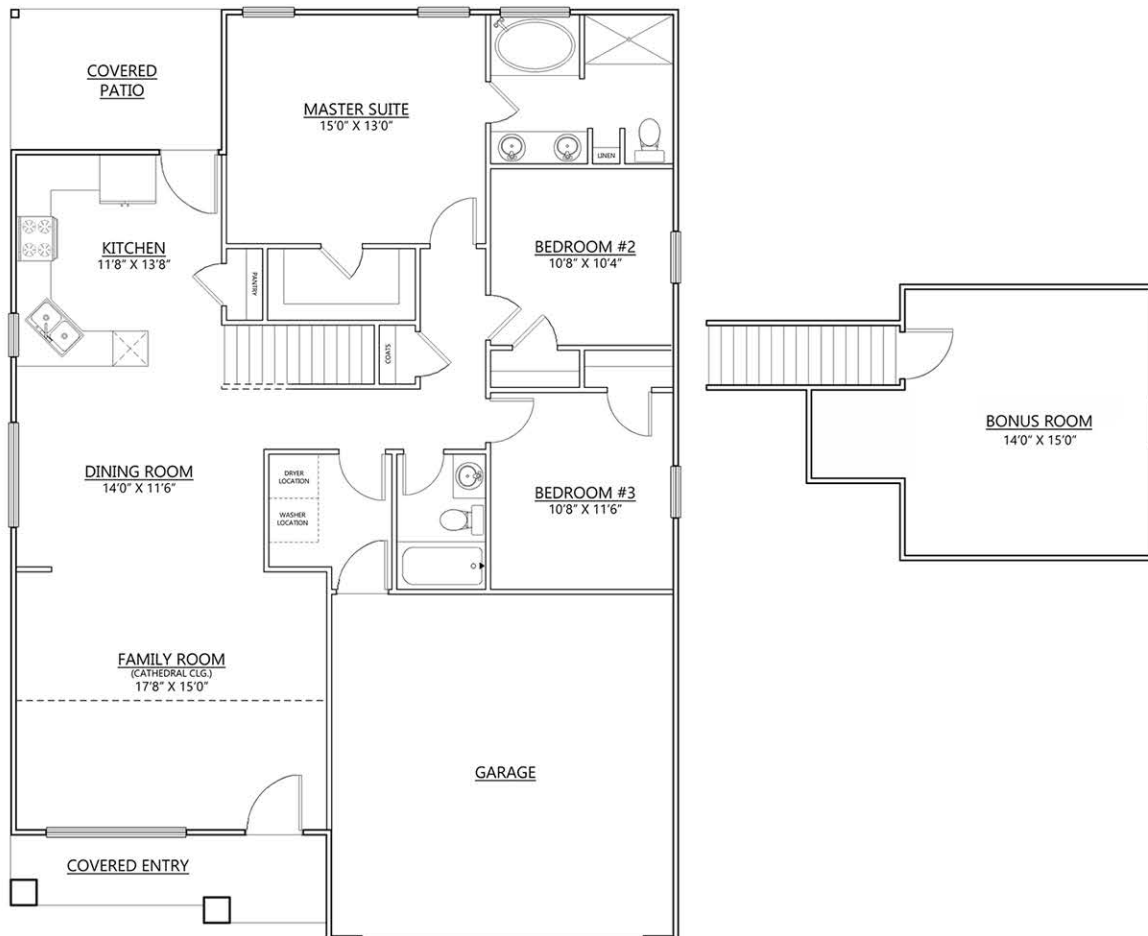 COVERED
PATIO
MASTER SUITE
15'0" X 13'0"
LINEN
KITCHEN
11'8" X 13'8"
PANTRY
BEDROOM #2
10'8" X 10'4"
COATS
DINING ROOM
14'0" X 11'6"
DRYER
LOCATION
WASHER
LOCATION
BEDROOM #3
10'8" X 11'6"
BONUS ROOM
14'0" X 15'0"
FAMILY ROOM
(CATHEDRAL CLG.)
17'8" X 15'0"
GARAGE
COVERED ENTRY